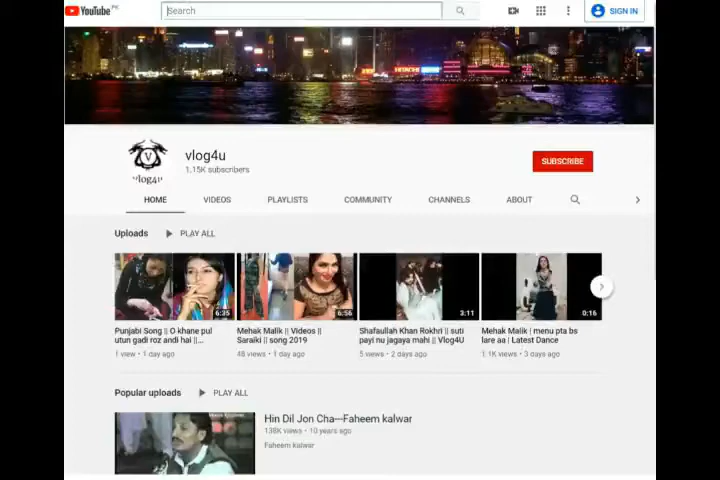 YouTube PK
Search
SIGN IN
HITACHI
V
vlog4u
vlog4u
1.15K subscribers
SUBSCRIBE
HOME VIDEOS PLAYLISTS COMMUNITY CHANNELS ABOUT
Uploads PLAY ALL
6:35 6:56 3:11 0:16
Punjabi Song || O khane pul
utun gadi roz andi hai ||...
1 view • 1 day ago
Mehak Malik || Videos ||
Saraiki || song 2019
48 views • 1 day ago
Shafaullah Khan Rokhri || suti
payi nu jagaya mahi || Vlog4U
5 views • 2 days ago
Mehak Malik | menu pta bs
lare aa | Latest Dance
1.1K views • 3 days ago
Popular uploads PLAY ALL
Hin Dil Jon Cha---Faheem kalwar
138K views • 10 years ago
Faheem kalwar